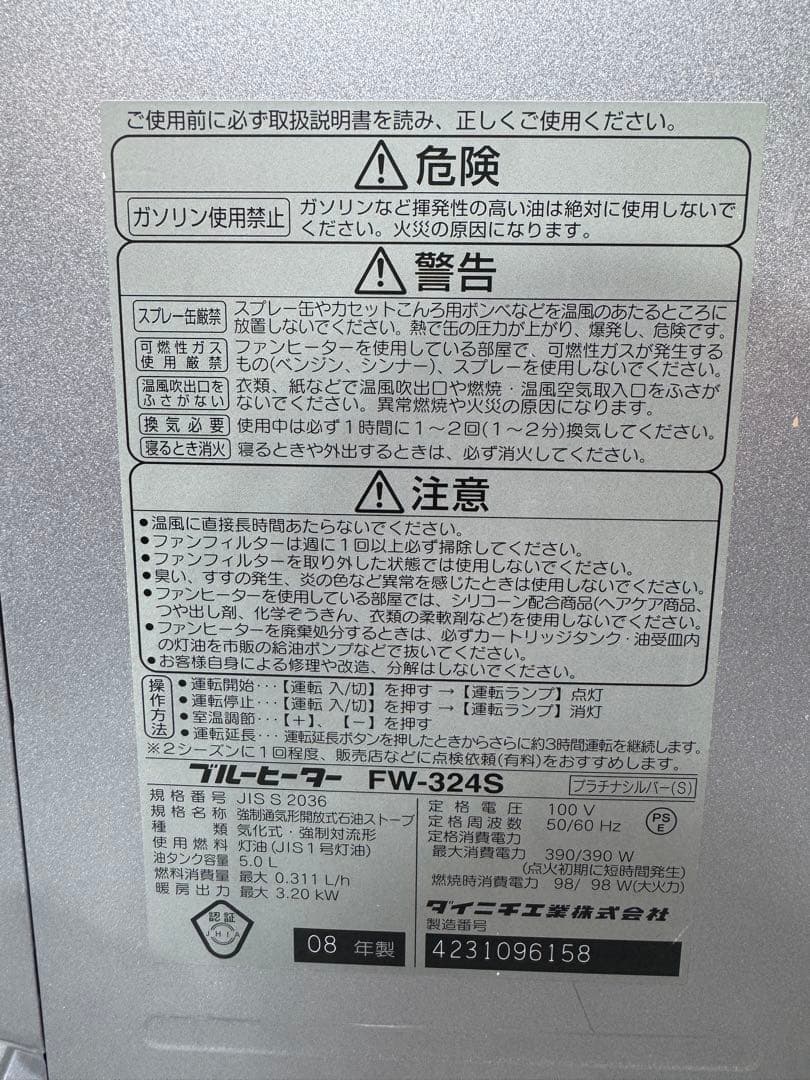 ご使用前に必ず取扱説明書を読み、正しくご使用ください。
危険
ガソリン使用禁止
ガソリンなど揮発性の高い油は絶対に使用しないで
ください。火災の原因になります。
警告
スプレー缶厳禁
スプレー缶やカセットこんろ用ボンベなどを温風のあたるところに
放置しないでください。熱で缶の圧力が上がり、爆発し、危険です。
可燃性ガス
使用厳禁
ファンヒーターを使用している部屋で、可燃性ガスが発生する
もの(ベンジン、シンナー)、スプレーを使用しないでください。
温風吹出口を
ふさがない
衣類、紙などで温風吹出口や燃焼・温風空気取入口をふさが
ないでください。異常燃焼や火災の原因になります。
換気必要
使用中は必ず1時間に1〜2回(1〜2分)換気してください。
寝るとき消火
寝るときや外出するときは、必ず消火してください。
注意
●温風に直接長時間あたらないでください。
●ファンフィルターは週に1回以上必ず掃除してください。
●ファンフィルターを取り外した状態では使用しないでください。
●臭い、すすの発生、炎の色など異常を感じたときは使用しないでください。
●ファンヒーターを使用している部屋では、シリコーン配合商品(ヘアケア商品、
つや出し剤、化学ぞうきん、衣類の柔軟剤など)を使用しないでください。
●ファンヒーターを廃棄処分するときは、必ずカートリッジタンク・油受皿内
の灯油を市販の給油ポンプなどで抜いてください。
●お客様自身による修理や改造、分解はしないでください。
操作方法
●運転開始･･･【運転 入/切】を押す → 【運転ランプ】点灯
●運転停止･･･【運転 入/切】を押す → 【運転ランプ】消灯
●室温調節･･･【＋】、【－】を押す
●運転延長･･･運転延長ボタンを押したときからさらに約3時間運転を継続します。
※2シーズンに1回程度、販売店などに点検依頼(有料)をおすすめします。
ブルーヒーター FW-324S
プラチナシルバー(S)
規格番号 JIS S 2036
規格名称 強制通気形開放式石油ストーブ
種類 気化式・強制対流形
使用燃料 灯油(JIS1号灯油)
油タンク容量 5.0 L
燃料消費量 最大 0.311 L/h
暖房出力 最大 3.20 kW
定格電圧 100 V
定格周波数 50/60 Hz
PS
E
定格消費電力
最大消費電力 390/390 W
(点火初期に短時間発生)
燃焼時消費電力 98/ 98 W(大火力)
ダイニチ工業株式会社
認証
JHIA
08 年製
製造番号
4231096158